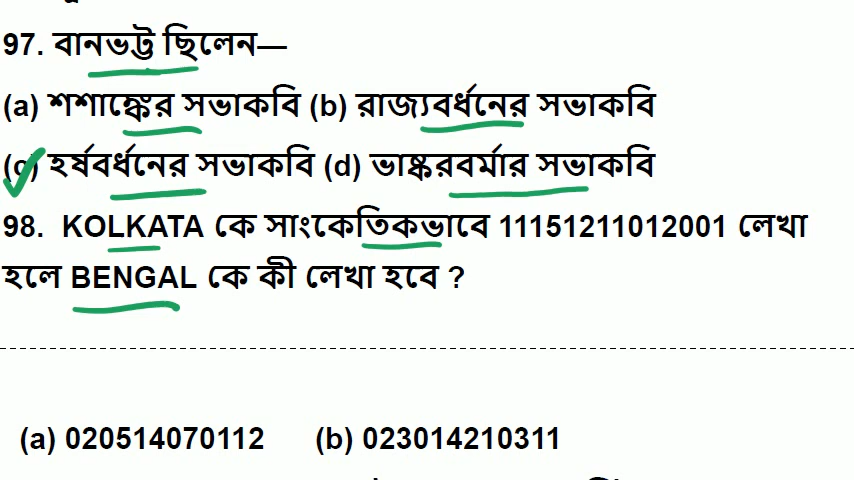 97. বানভট্ট ছিলেন—
(a) শশাঙ্কের সভাকবি (b) রাজ্যবর্ধনের সভাকবি
(c) হর্ষবর্ধনের সভাকবি (d) ভাষ্করবর্মার সভাকবি
98. KOLKATA কে সাংকেতিকভাবে 11151211012001 লেখা
হলে BENGAL কে কী লেখা হবে ?
(a) 020514070112 (b) 023014210311